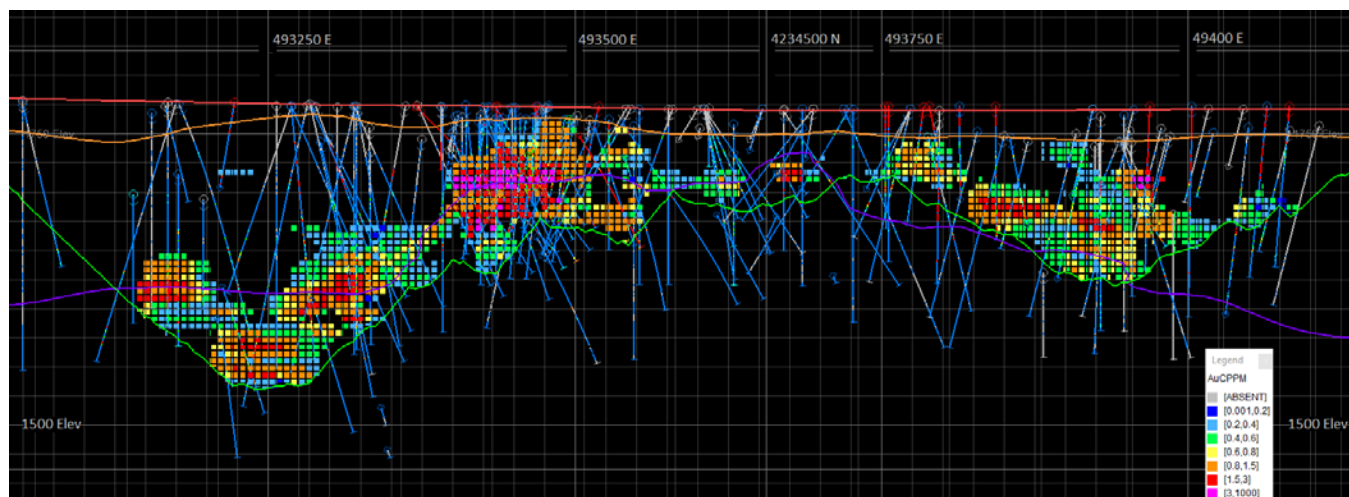 493250 E
493500 E
4234500 N
493750 E
49400 E
1500 Elev
1500 Elev
Legend
AuCPPM
[ABSENT]
[0.001,0.2]
[0.2,0.4]
[0.4,0.6]
[0.6,0.8]
[0.8,1.5]
[1.5,3]
[3,1000]